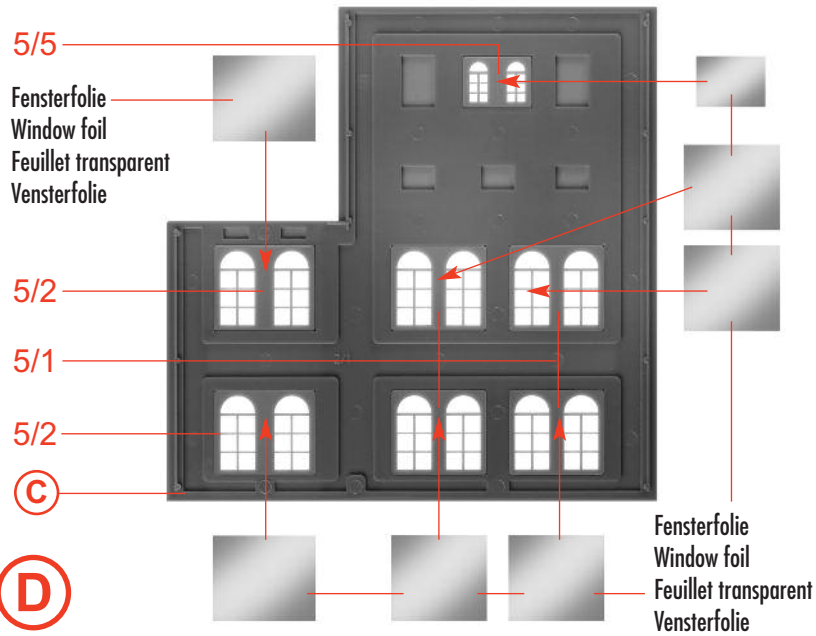 5/5
Fensterfolie
Window foil
Feuillet transparent
Vensterfolie
5/2
5/1
5/2
C
D
Fensterfolie
Window foil
Feuillet transparent
Vensterfolie